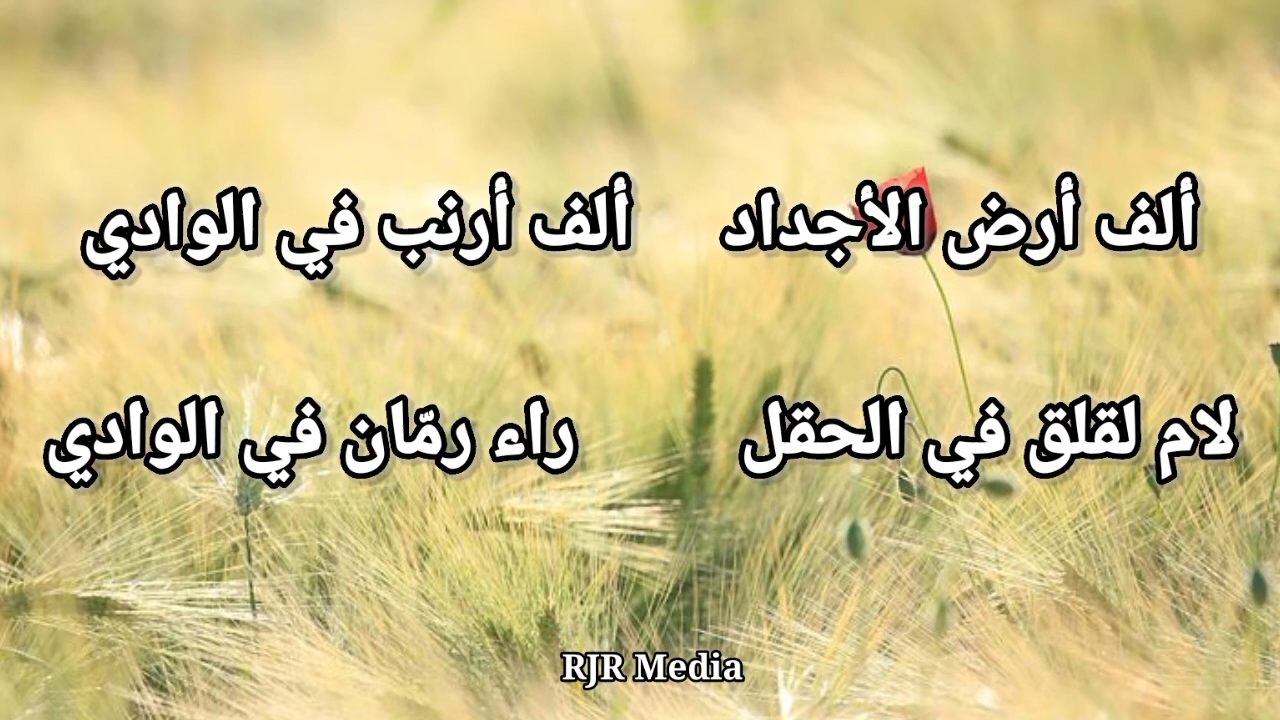 ألف أرض الأجداد ألف أرنب في الوادي
لامِ لقلق في الحقل راء رمّان في الوادي
RJR Media